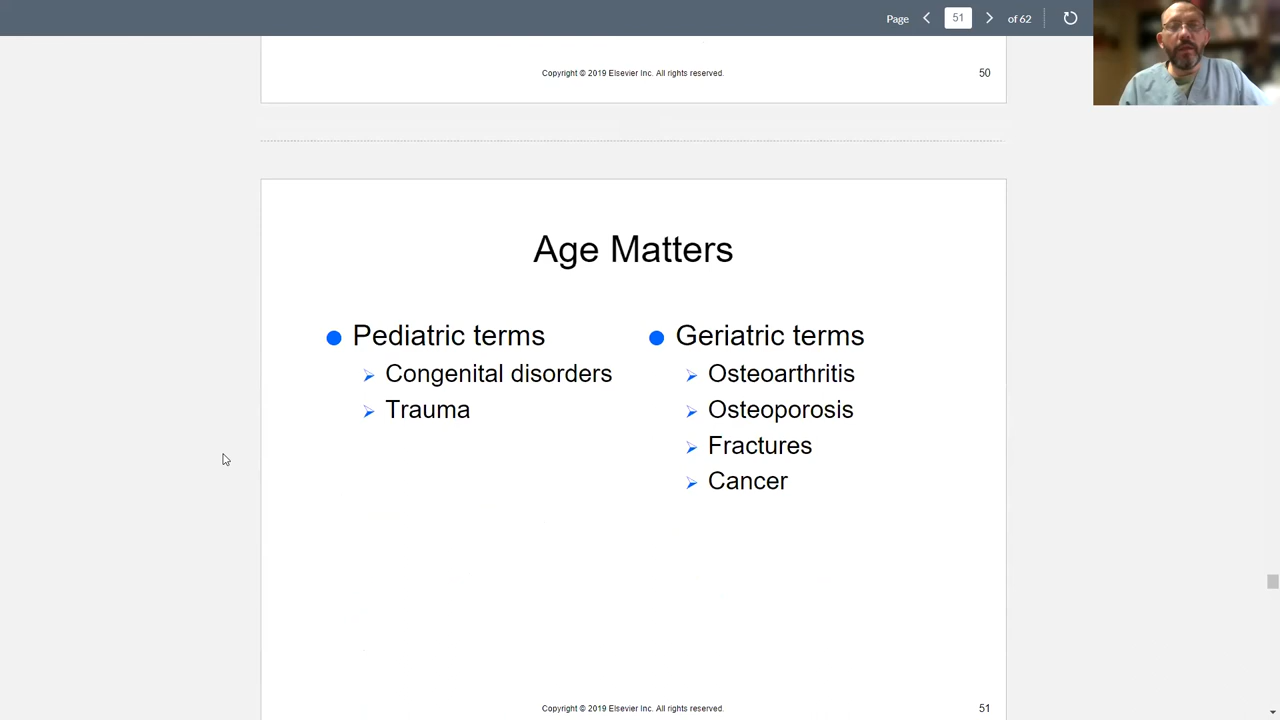 Page 51 of 62
Copyright © 2019 Elsevier Inc. All rights reserved.
50
Age Matters
Pediatric terms
Congenital disorders
Trauma
Geriatric terms
Osteoarthritis
Osteoporosis
Fractures
Cancer
Copyright © 2019 Elsevier Inc. All rights reserved.
51